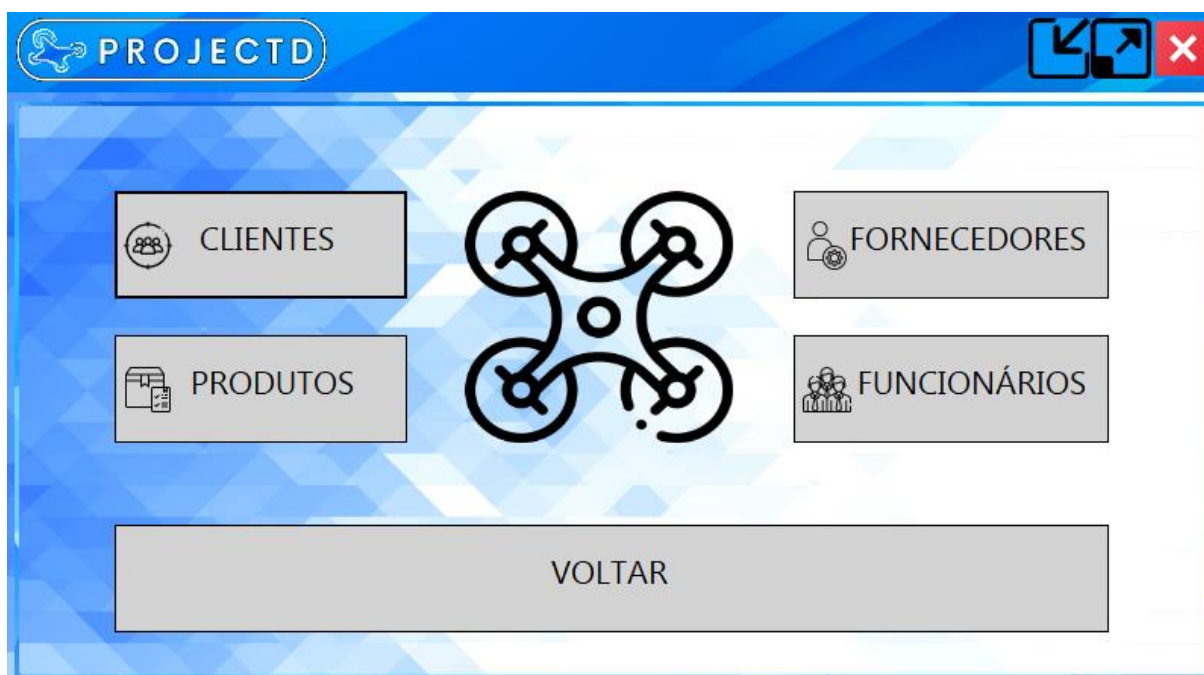 PROJECTD
CLIENTES
FORNECEDORES
PRODUTOS
FUNCIONÁRIOS
VOLTAR